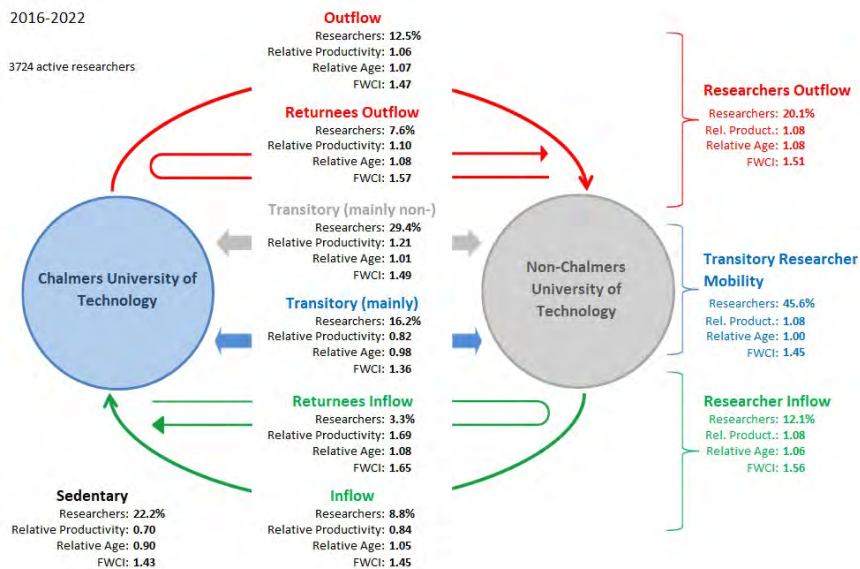 2016-2022
3724 active researchers
Outflow
Researchers: 12.5%
Relative Productivity: 1.06
Relative Age: 1.07
FWCI: 1.47
Returnees Outflow
Researchers: 7.6%
Relative Productivity: 1.10
Relative Age: 1.08
FWCI: 1.57
Researchers Outflow
Researchers: 20.1%
Rel. Product.: 1.08
Relative Age: 1.08
FWCI: 1.51
Chalmers University of
Technology
Transitory (mainly non-)
Researchers: 29.4%
Relative Productivity: 1.21
Relative Age: 1.01
FWCI: 1.49
Transitory (mainly)
Researchers: 16.2%
Relative Productivity: 0.82
Relative Age: 0.98
FWCI: 1.36
Non-Chalmers
University of
Technology
Transitory Researcher
Mobility
Researchers: 45.6%
Rel. Product.: 1.08
Relative Age: 1.00
FWCI: 1.45
Returnees Inflow
Researchers: 3.3%
Relative Productivity: 1.69
Relative Age: 1.08
FWCI: 1.65
Researcher Inflow
Researchers: 12.1%
Rel. Product.: 1.08
Relative Age: 1.06
FWCI: 1.56
Sedentary
Researchers: 22.2%
Relative Productivity: 0.70
Relative Age: 0.90
FWCI: 1.43
Inflow
Researchers: 8.8%
Relative Productivity: 0.84
Relative Age: 1.05
FWCI: 1.45